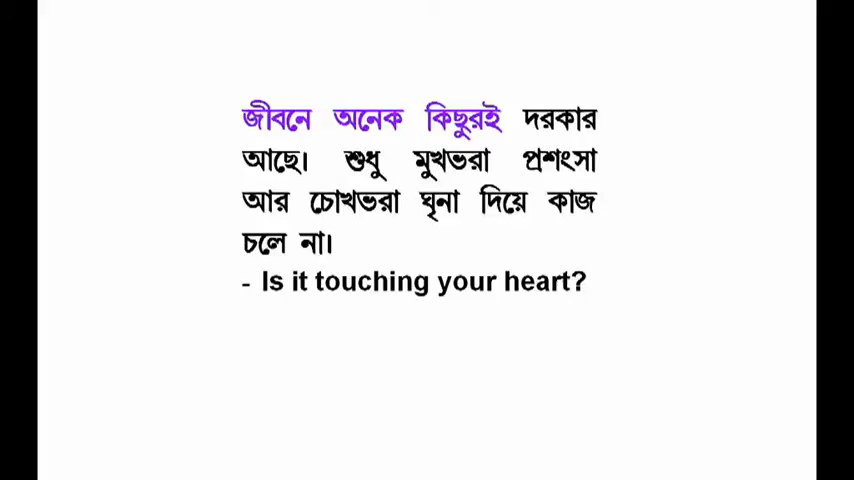 জীবনে অনেক কিছুরই দরকার
আছে। শুধু মুখভরা প্রশংসা
আর চোখভরা ঘৃনা দিয়ে কাজ
চলে না।
- Is it touching your heart?